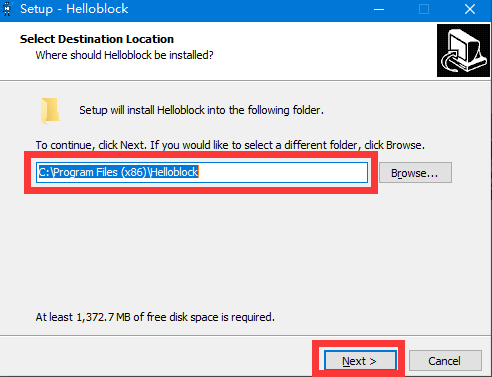 Setup - Helloblock
Select Destination Location
Where should Helloblock be installed?
Setup will install Helloblock into the following folder.
To continue, click Next. If you would like to select a different folder, click Browse.
C:\Program Files (x86)\Helloblock
Browse...
At least 1,372.7 MB of free disk space is required.
Next >
Cancel